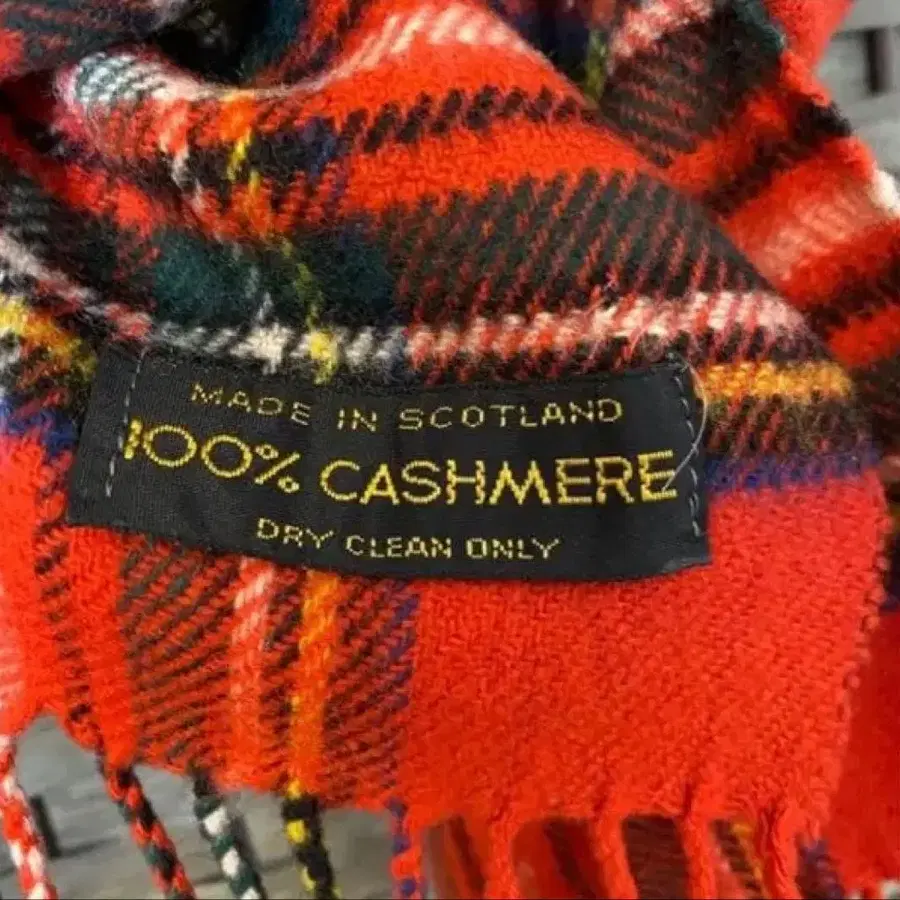 MADE IN SCOTLAND
100% CASHMERE
DRY CLEAN ONLY